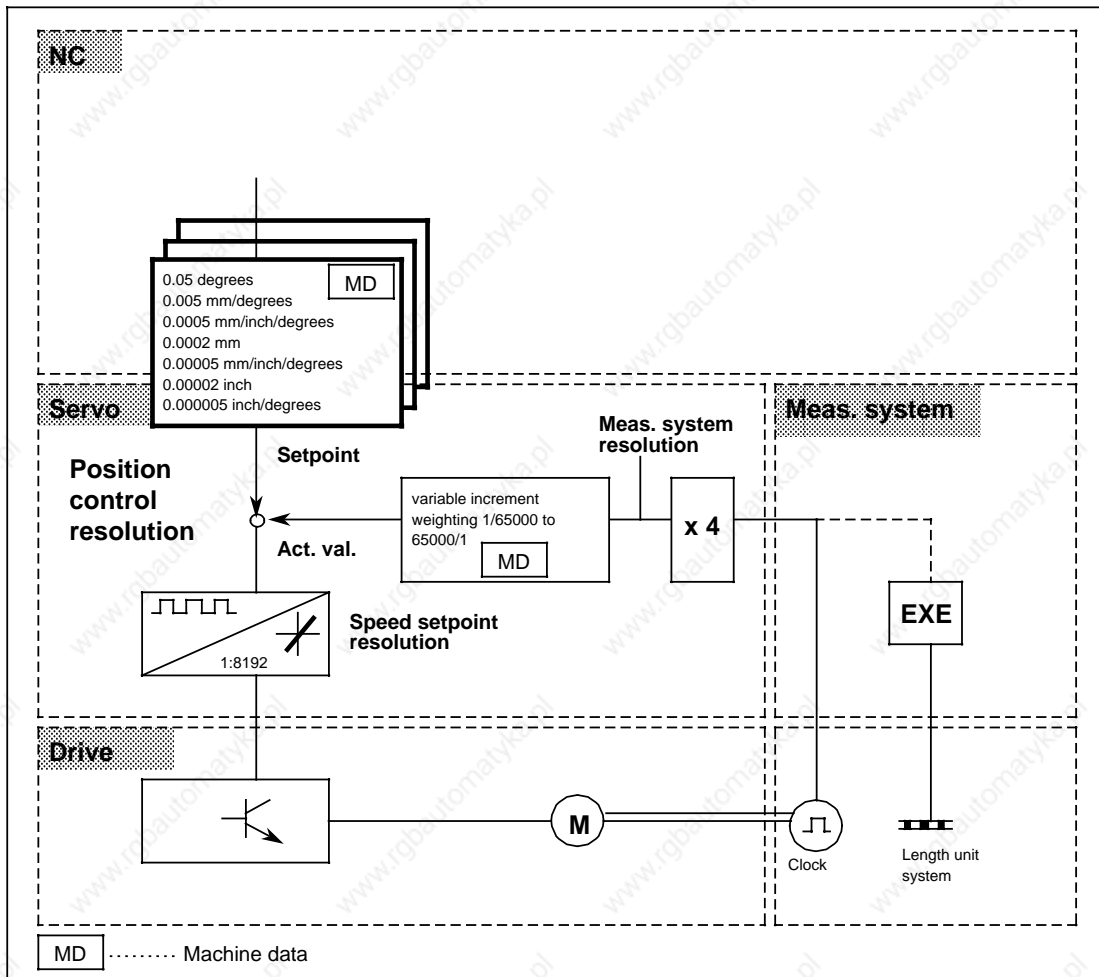 NC
0.05 degrees
MD
0.005 mm/degrees
0.0005 mm/inch/degrees
0.0002 mm
0.00005 mm/inch/degrees
0.00002 inch
0.000005 inch/degrees
Servo
Meas. system
Setpoint
Meas. system
resolution
Position
control
resolution
variable increment
weighting 1/65000 to
65000/1
MD
x 4
Act. val.
EXE
Speed setpoint
resolution
1:8192
Drive
M
Clock
Length unit
system
MD ......... Machine data
www.rgbautomatyka.pl